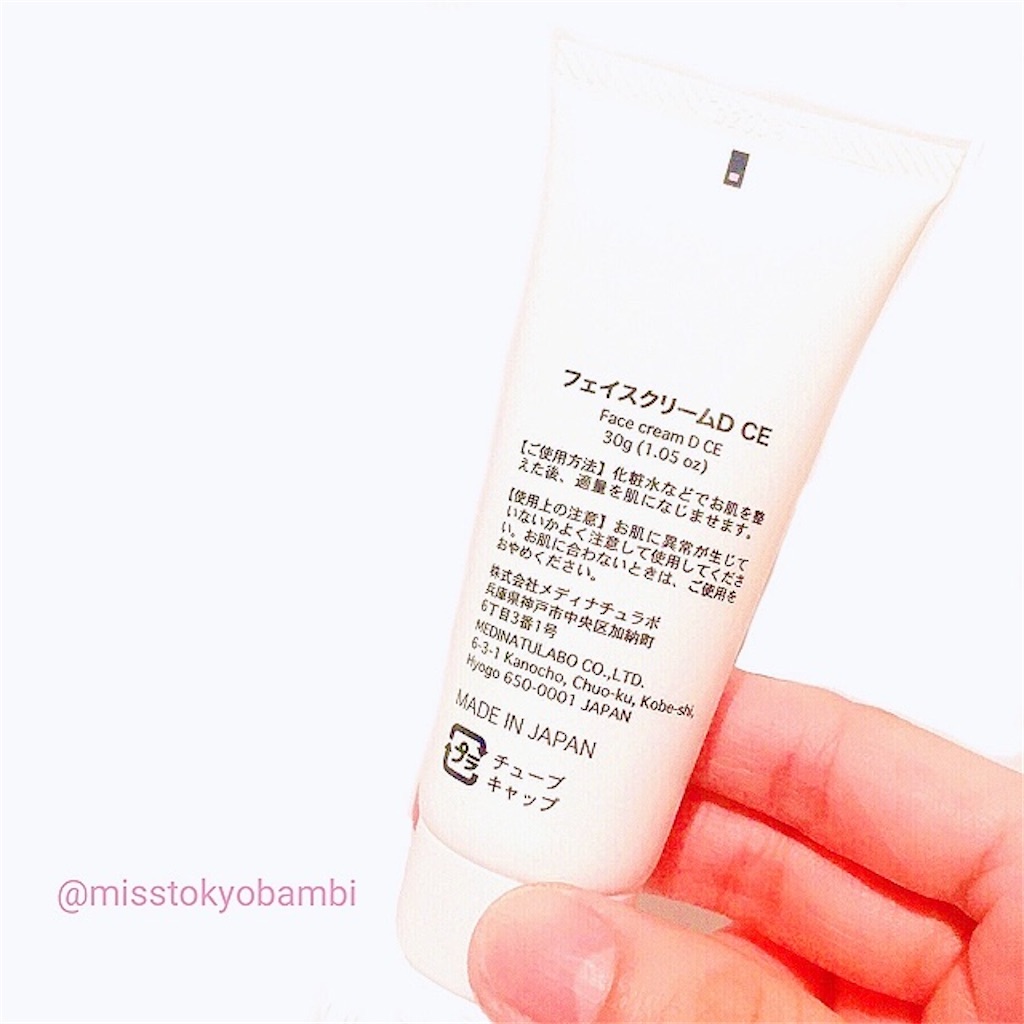 フェイスクリームD CE
Face cream D CE
30g (1.05 oz)
【ご使用方法】化粧水などでお肌を整
えた後、適量を肌になじませます。
【使用上の注意】お肌に異常が生じて
いないかよく注意して使用してくださ
い。お肌に合わないときは、ご使用を
おやめください。
株式会社メディナチュラボ
兵庫県神戸市中央区加納町
6丁目3番1号
MEDINATULABO CO.,LTD.
6-3-1 Kanocho, Chuo-ku, Kobe-shi,
Hyogo 650-0001 JAPAN
MADE IN JAPAN
プラ チューブ
キャップ
@misstokyobambi